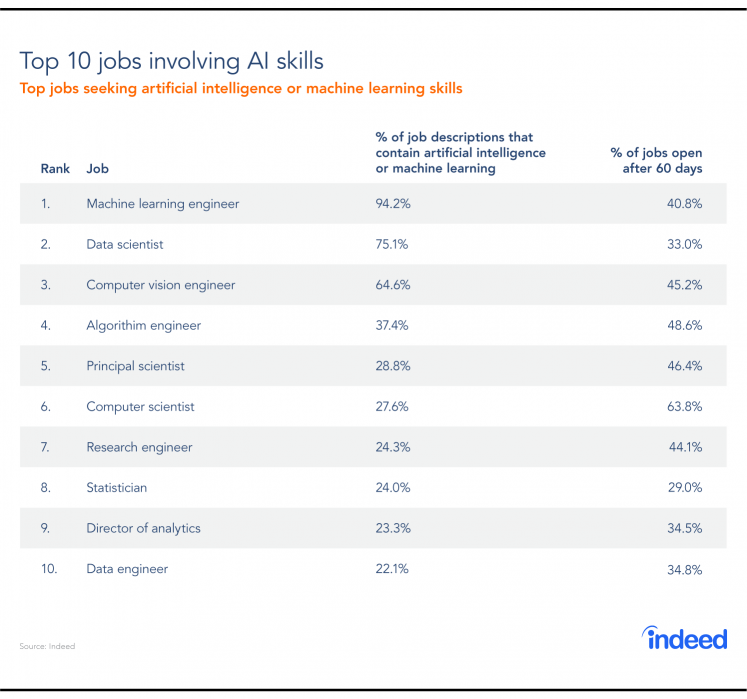 Top 10 jobs involving AI skills
Top jobs seeking artificial intelligence or machine learning skills
% of job descriptions that
contain artificial intelligence
or machine learning
% of jobs open
after 60 days
Rank Job
1. Machine learning engineer 94.2% 40.8%
2. Data scientist 75.1% 33.0%
3. Computer vision engineer 64.6% 45.2%
4. Algorithim engineer 37.4% 48.6%
5. Principal scientist 28.8% 46.4%
6. Computer scientist 27.6% 63.8%
7. Research engineer 24.3% 44.1%
8. Statistician 24.0% 29.0%
9. Director of analytics 23.3% 34.5%
10. Data engineer 22.1% 34.8%
Source: Indeed
indeed